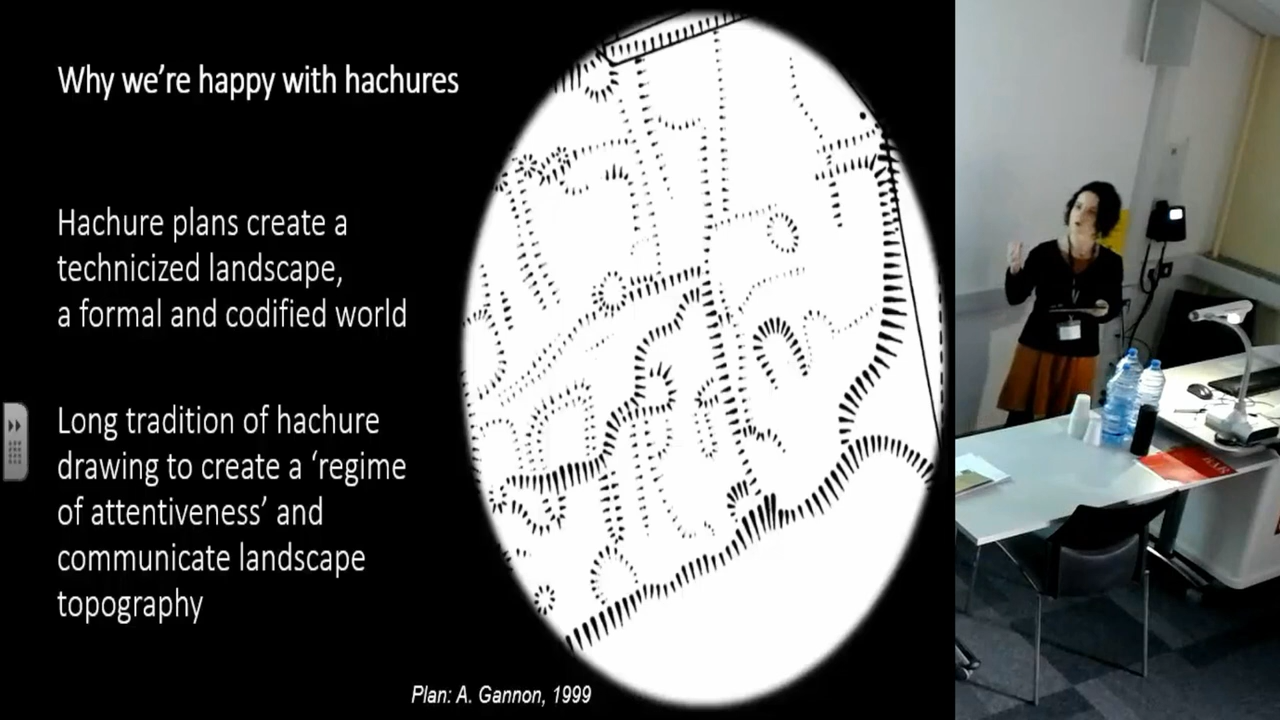 Why we're happy with hachures
Hachure plans create a
technicized landscape,
a formal and codified world
Long tradition of hachure
drawing to create a ‘regime
of attentiveness’ and
communicate landscape
topography
Plan: A. Gannon, 1999
BAR